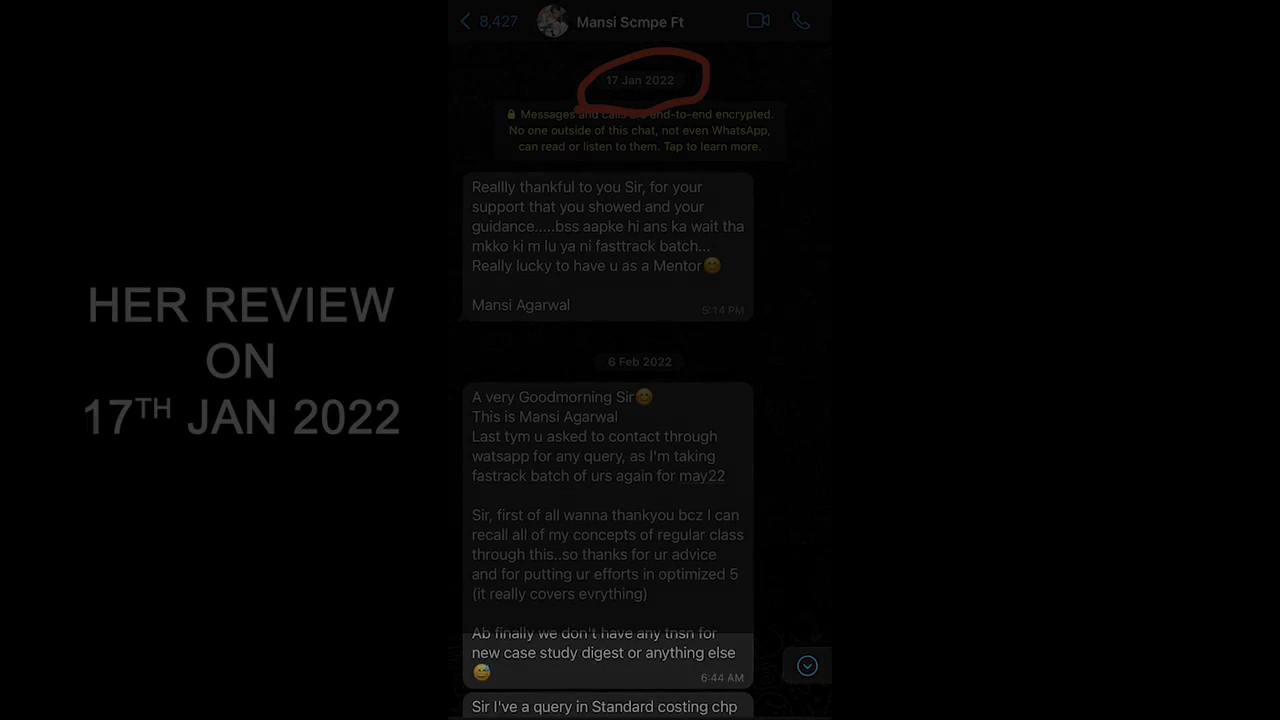 HER REVIEW
ON
17TH JAN 2022
8,427
Mansi Scmpe Ft
17 Jan 2022
Messages and calls are end-to-end encrypted.
No one outside of this chat, not even WhatsApp,
can read or listen to them. Tap to learn more.
Reallly thankful to you Sir, for your
support that you showed and your
guidance.....bss aapke hi ans ka wait tha
mkko ki m lu ya ni fasttrack batch...
Really lucky to have u as a Mentor😊
Mansi Agarwal
5:14 PM
6 Feb 2022
A very Goodmorning Sir😊
This is Mansi Agarwal
Last tym u asked to contact through
watsapp for any query, as I'm taking
fastrack batch of urs again for may22
Sir, first of all wanna thankyou bcz I can
recall all of my concepts of regular class
through this..so thanks for ur advice
and for putting ur efforts in optimized 5
(it really covers evrything)
Ab finally we don't have any tnsn for
new case study digest or anything else
😅
6:44 AM
Sir I've a query in Standard costing chp